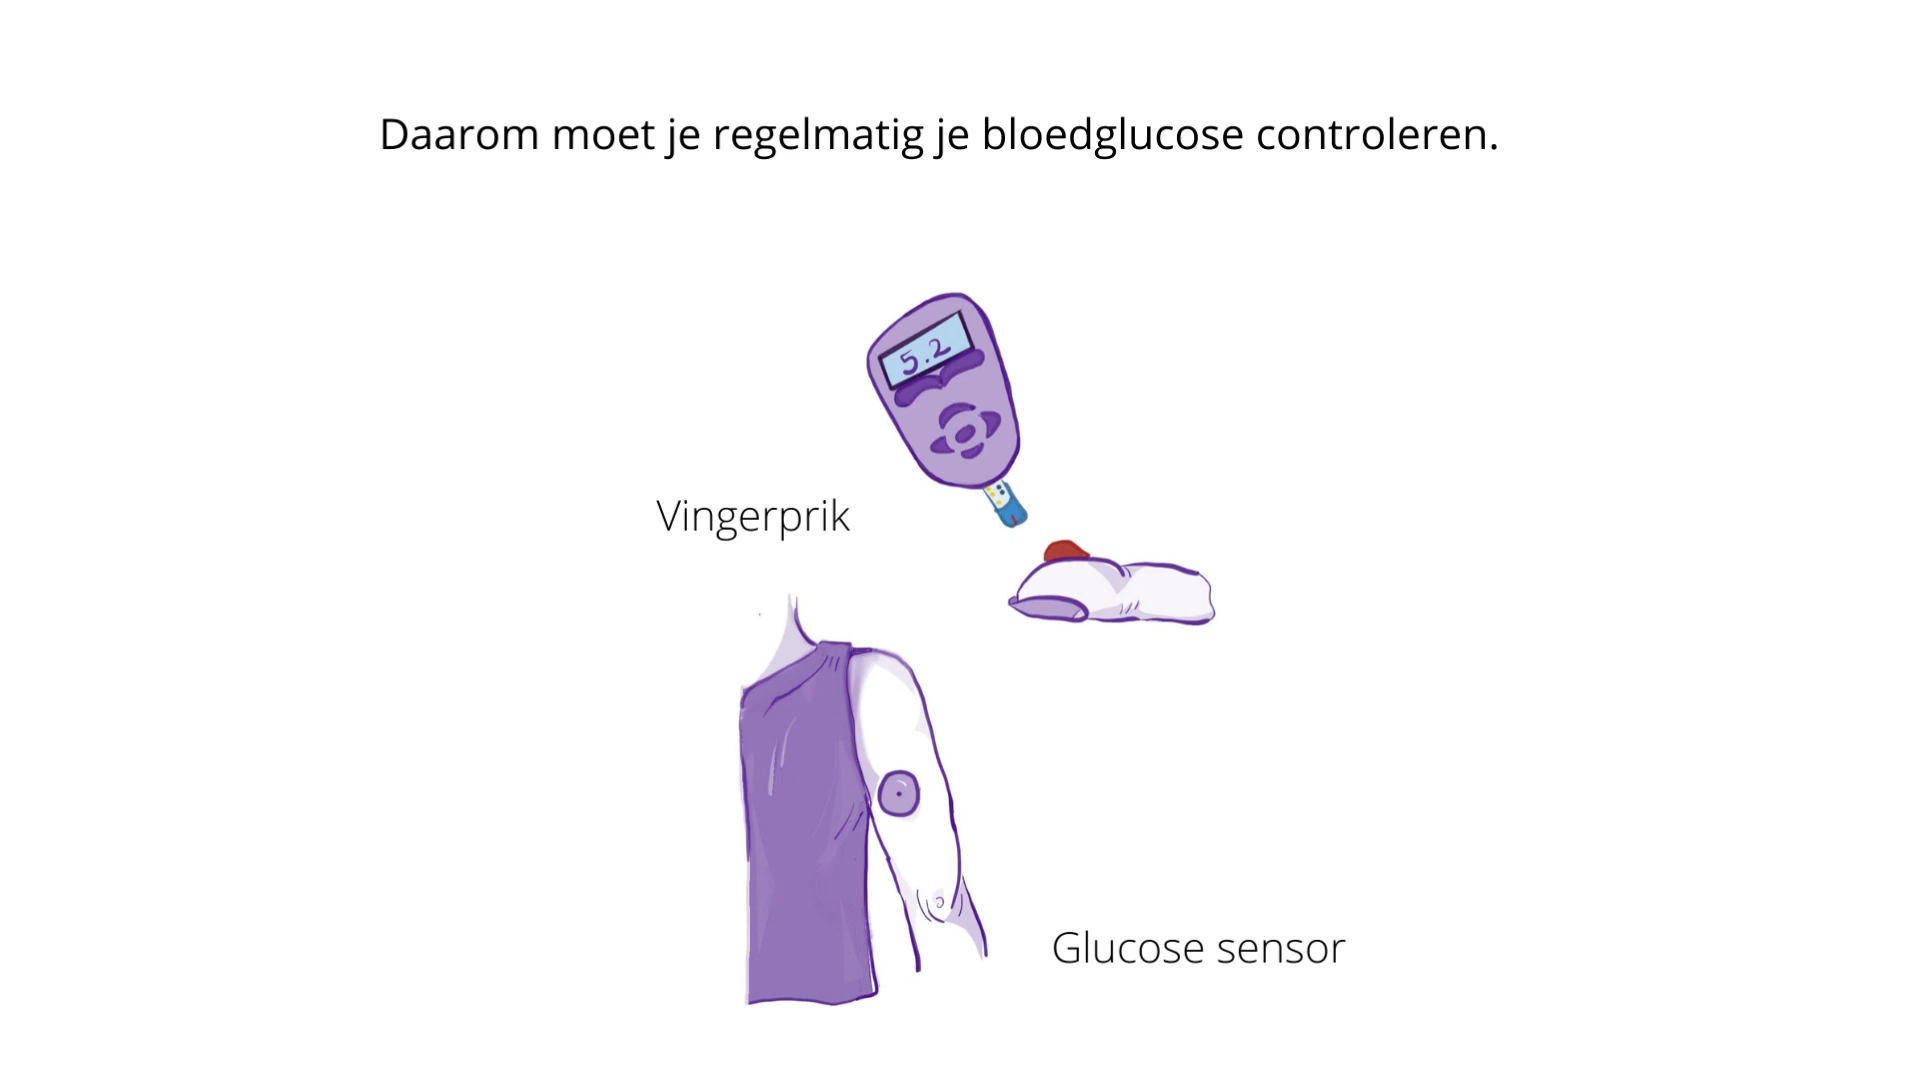 Daarom moet je regelmatig je bloedglucose controleren.
5.2
Vingerprik
Glucose sensor